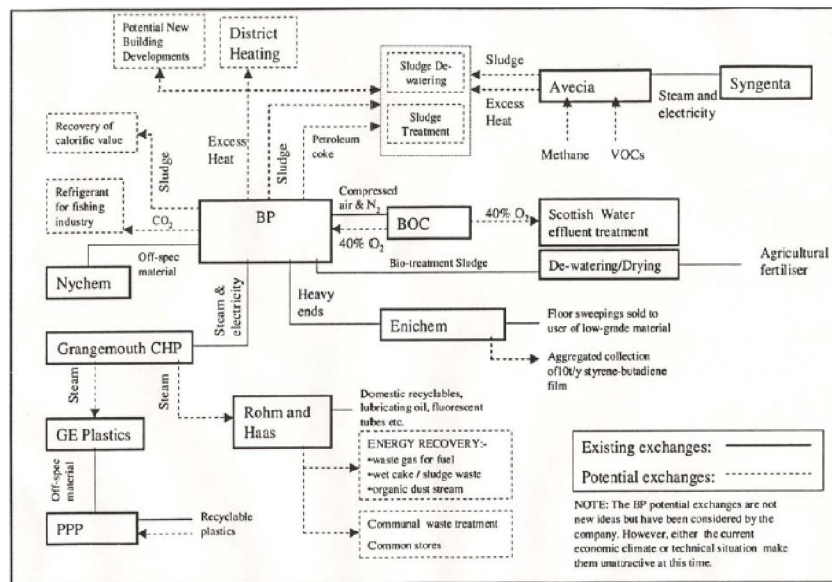 Potential New
Building
Developments
District
Heating
Sludge De-
watering
Sludge
Treatment
Sludge
Excess
Heat
Avecia
Steam and
electricity
Syngenta
Methane
VOCs
Recovery of
calorific value
Sludge
Excess
Heat
Sludge
Petroleum
coke
Refrigerant
for fishing
industry
CO2
BP
Compressed
air & N2
40% O2
BOC
40% O2
Scottish Water
effluent treatment
Off-spec
material
Nychem
Bio-treatment Sludge
De-watering/Drying
Agricultural
fertiliser
Steam &
electricity
Heavy
ends
Enichem
Floor sweepings sold to
user of low-grade material
Aggregated collection
of10t/y styrene-butadiene
film
Grangemouth CHP
Steam
Steam
GE Plastics
Rohm and
Haas
Domestic recyclables,
lubricating oil, fluorescent
tubes etc.
ENERGY RECOVERY:-
•waste gas for fuel
•wet cake / sludge waste
•organic dust stream
Communal waste treatment
Common stores
Off-spec
material
PPP
Recyclable
plastics
Existing exchanges:
Potential exchanges:
NOTE: The BP potential exchanges are not
new ideas but have been considered by the
company. However, either the current
economic climate or technical situation make
them unattractive at this time.